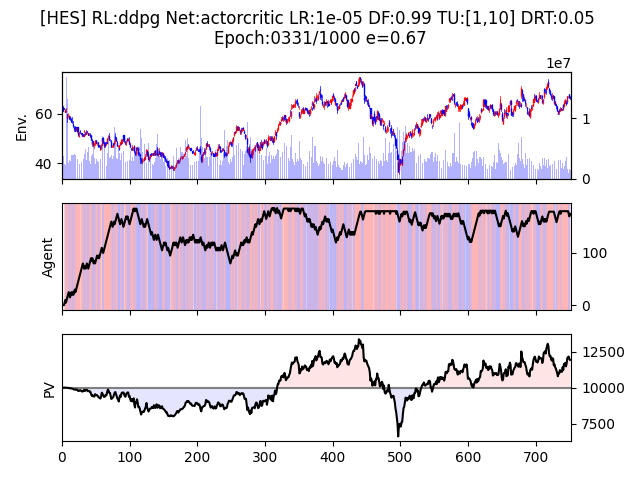 [HES] RL:ddpg Net:actorcritic LR:1e-05 DF:0.99 TU:[1,10] DRT:0.05
Epoch:0331/1000 e=0.67
1e7
Env.
60
40
1
0
Agent
100
0
PV
12500
10000
7500
0 100 200 300 400 500 600 700